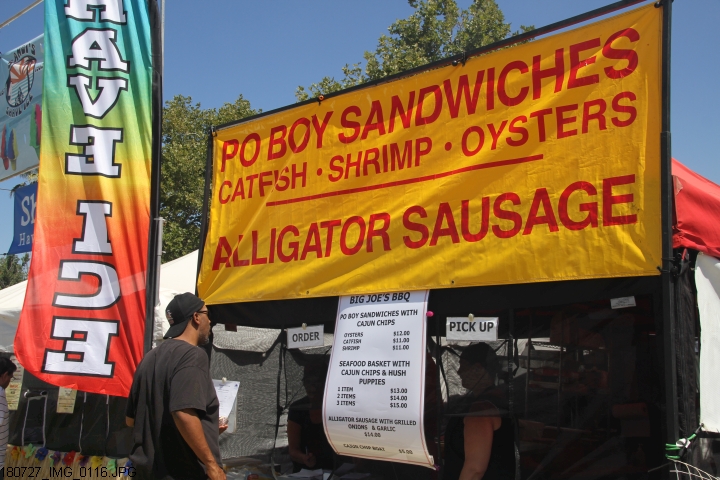 SHAVE ICE
PO BOY SANDWICHES
CATFISH · SHRIMP · OYSTERS
ALLIGATOR SAUSAGE
ORDER
PICK UP
BIG JOE'S BBQ
PO BOY SANDWICHES WITH
CAJUN CHIPS
OYSTERS $12.00
CATFISH $11.00
SHRIMP $11.00
SEAFOOD BASKET WITH
CAJUN CHIPS & HUSH
PUPPIES
1 ITEM $13.00
2 ITEMS $14.00
3 ITEMS $15.00
ALLIGATOR SAUSAGE WITH GRILLED
ONIONS & GARLIC
$14.00
180727_IMG_0116.JPG